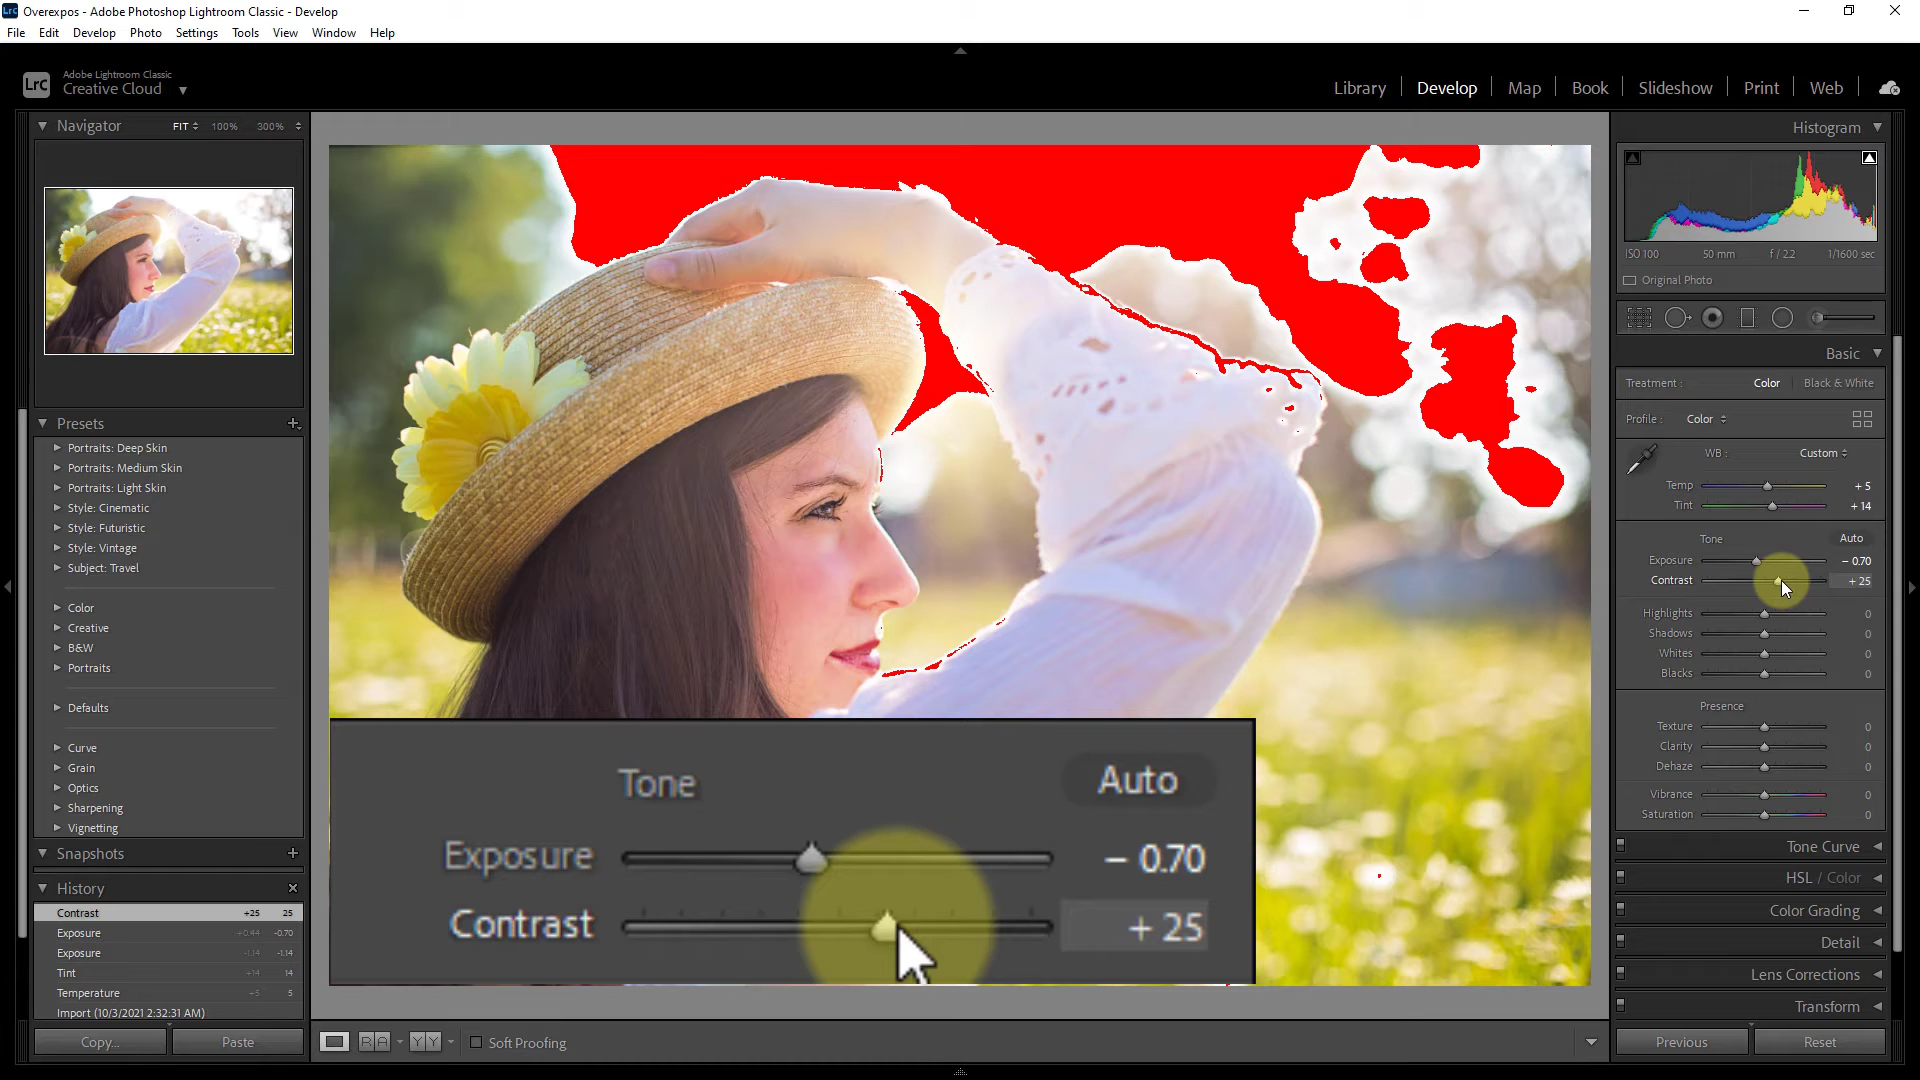 Lrc Overexpos - Adobe Photoshop Lightroom Classic - Develop
File Edit Develop Photo Settings Tools View Window Help
LrC Adobe Lightroom Classic
Creative Cloud
Library Develop Map Book Slideshow Print Web
Navigator FIT 100% 300%
Presets
Portraits: Deep Skin
Portraits: Medium Skin
Portraits: Light Skin
Style: Cinematic
Style: Futuristic
Style: Vintage
Subject: Travel
Color
Creative
B&W
Portraits
Defaults
Curve
Grain
Optics
Sharpening
Vignetting
Snapshots
History
Contrast +25 25
Exposure +0.44 -0.70
Exposure -1.14 -1.14
Tint +14 14
Temperature +5 5
Import (10/3/2021 2:32:31 AM)
Copy... Paste
Tone Auto
Exposure – 0.70
Contrast + 25
R A Y Y Soft Proofing
Histogram
ISO 100 50 mm f / 2.2 1/1600 sec
Original Photo
Basic
Treatment : Color Black & White
Profile : Color
WB : Custom
Temp + 5
Tint + 14
Tone Auto
Exposure – 0.70
Contrast + 25
Highlights 0
Shadows 0
Whites 0
Blacks 0
Presence
Texture 0
Clarity 0
Dehaze 0
Vibrance 0
Saturation 0
Tone Curve
HSL / Color
Color Grading
Detail
Lens Corrections
Transform
Previous Reset